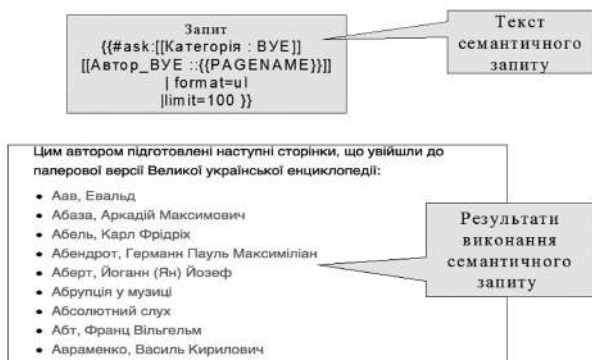 Запит
{{#ask:[[Категорія : ВУЕ]]
[[Автор_ВУЕ ::{{PAGENAME}}]]
| format=ul
|limit=100 }}
Текст
семантичного
запиту
Цим автором підготовлені наступні сторінки, що увійшли до
паперової версії Великої української енциклопедії:
• Аав, Евальд
• Абаза, Аркадій Максимович
• Абель, Карл Фрідріх
• Абендрот, Германн Пауль Максиміліан
• Аберт, Йоганн (Ян) Йозеф
• Абрупція у музиці
• Абсолютний слух
• Абт, Франц Вільгельм
• Авраменко, Василь Кирилович
Результати
виконання
семантичного
запиту